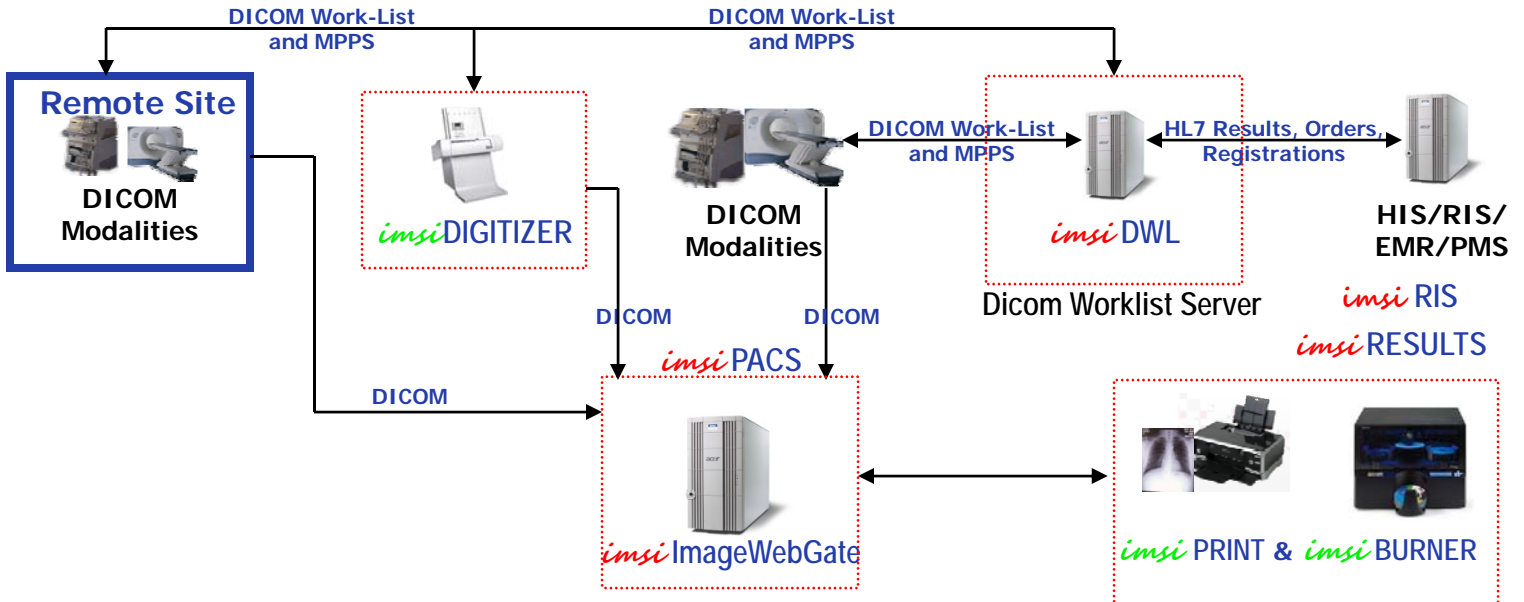 DICOM Work-List
and MPPS
DICOM Work-List
and MPPS
Remote Site
DICOM
Modalities
imsi DIGITIZER
DICOM
Modalities
DICOM Work-List
and MPPS
imsi DWL
Dicom Worklist Server
HL7 Results, Orders,
Registrations
HIS/RIS/
EMR/PMS
imsi RIS
imsi RESULTS
DICOM
DICOM
DICOM
imsi PACS
imsi ImageWebGate
imsi PRINT & imsi BURNER